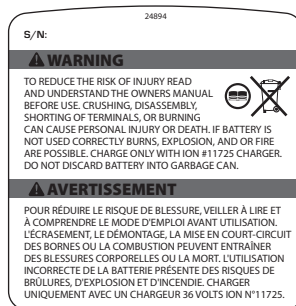 24894
S/N:
WARNING
TO REDUCE THE RISK OF INJURY READ
AND UNDERSTAND THE OWNERS MANUAL
BEFORE USE. CRUSHING, DISASSEMBLY,
SHORTING OF TERMINALS, OR BURNING
CAN CAUSE PERSONAL INJURY OR DEATH. IF BATTERY IS
NOT USED CORRECTLY BURNS, EXPLOSION, AND OR FIRE
ARE POSSIBLE. CHARGE ONLY WITH ION #11725 CHARGER.
DO NOT DISCARD BATTERY INTO GARBAGE CAN.
AVERTISSEMENT
POUR RÉDUIRE LE RISQUE DE BLESSURE, VEILLER À LIRE ET
À COMPRENDRE LE MODE D'EMPLOI AVANT UTILISATION.
L'ÉCRASEMENT, LE DÉMONTAGE, LA MISE EN COURT-CIRCUIT
DES BORNES OU LA COMBUSTION PEUVENT ENTRAÎNER
DES BLESSURES CORPORELLES OU LA MORT. L'UTILISATION
INCORRECTE DE LA BATTERIE PRÉSENTE DES RISQUES DE
BRÛLURES, D'EXPLOSION ET D'INCENDIE. CHARGER
UNIQUEMENT AVEC UN CHARGEUR 36 VOLTS ION N°11725.